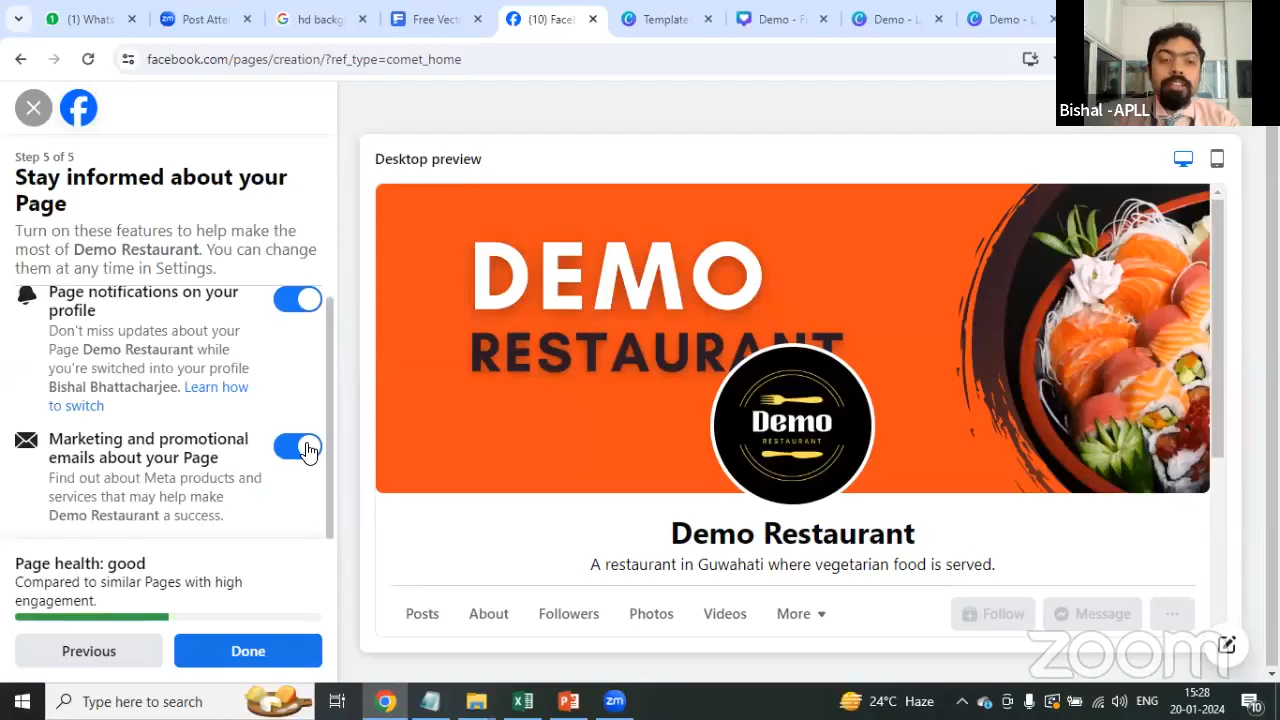 (1) Whats
Post Atte
hd backg
Free Vect
(10) Face
Templates
Demo - F
Demo - L
Demo - L
facebook.com/pages/creation/?ref_type=comet_home
Bishal -APLL
Step 5 of 5
Stay informed about your
Page
Turn on these features to help make the
most of Demo Restaurant. You can change
them at any time in Settings.
Page notifications on your
profile
Don't miss updates about your
Page Demo Restaurant while
you're switched into your profile
Bishal Bhattacharjee. Learn how
to switch
Marketing and promotional
emails about your Page
Find out about Meta products and
services that may help make
Demo Restaurant a success.
Page health: good
Compared to similar Pages with high
engagement.
Previous
Done
Desktop preview
DEMO
RESTAURANT
Demo
RESTAURANT
Demo Restaurant
A restaurant in Guwahati where vegetarian food is served.
Posts
About
Followers
Photos
Videos
More
Follow
Message
zoom
Type here to search
24°C Haze
ENG
15:28
20-01-2024
10